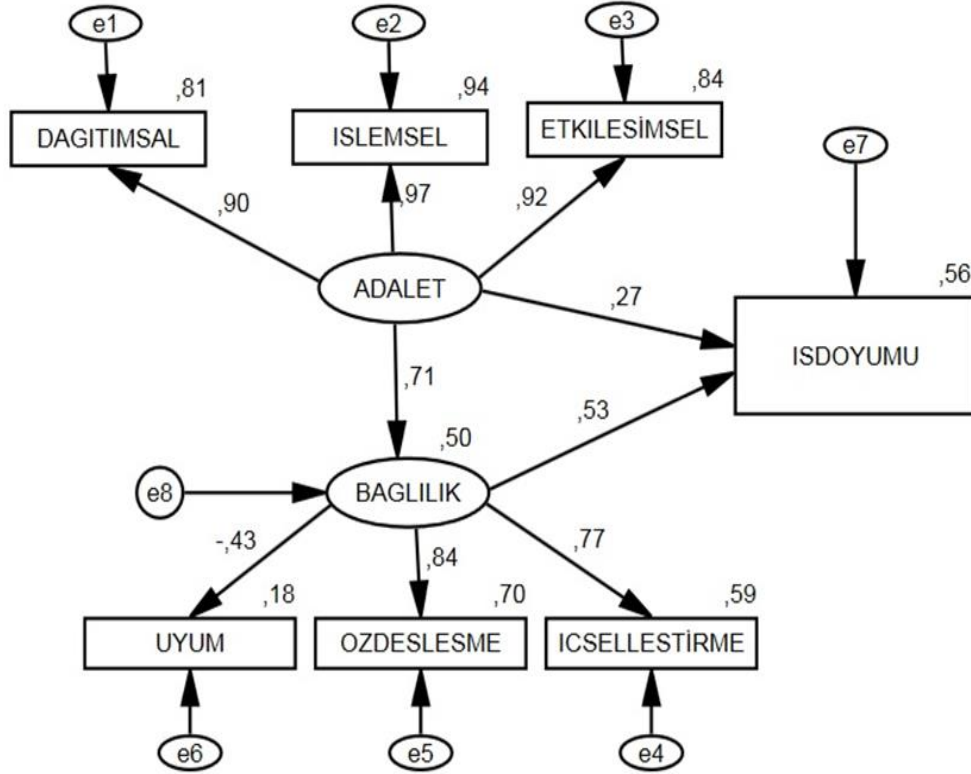 e1
e2
e3
,81
,94
,84
DAGITIMSAL
ISLEMSEL
ETKILESİMSEL
e7
,90
,97
,92
,56
ADALET
,27
ISDOYUMU
,71
,53
,50
e8
BAGLILIK
-,43
,84
,77
,18
,70
,59
UYUM
OZDESLESME
ICSELLESTİRME
e6
e5
e4